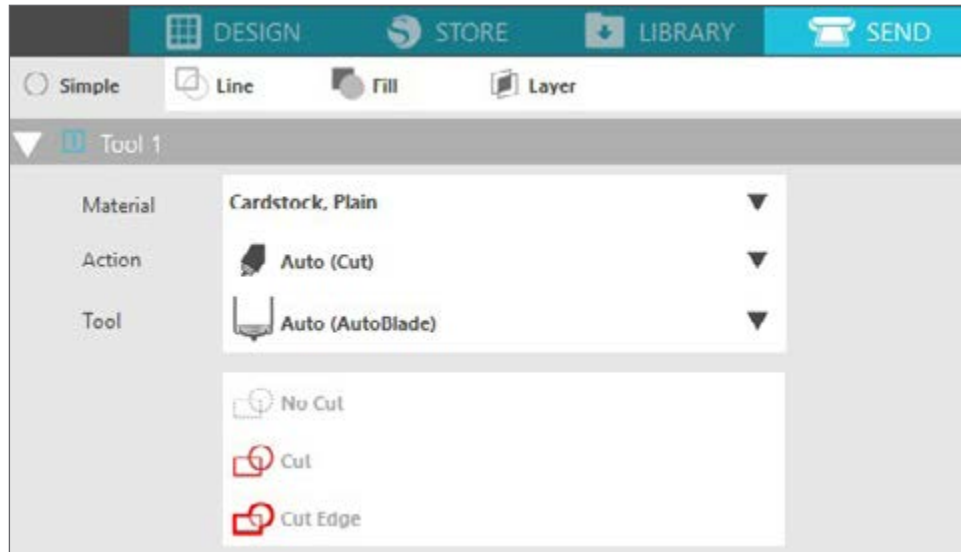 DESIGN STORE LIBRARY SEND
Simple Line Fill Layer
1 Tool 1
Material Cardstock, Plain
Action Auto (Cut)
Tool Auto (AutoBlade)
No Cut
Cut
Cut Edge